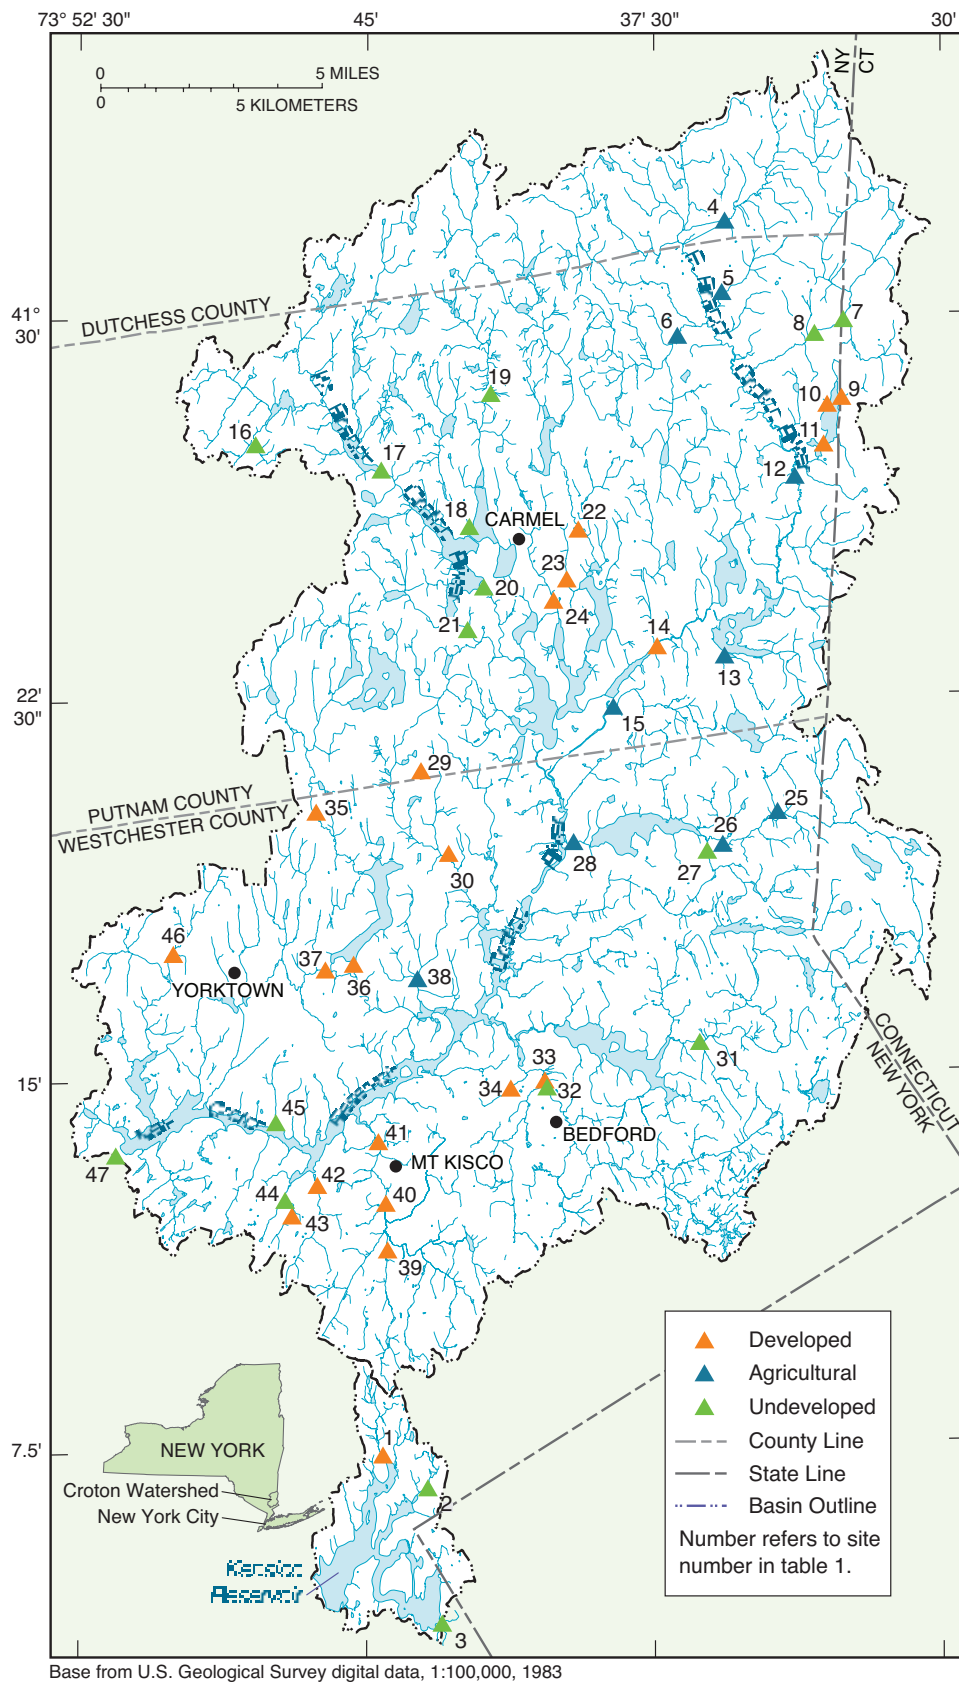 73° 52' 30"
45'
37' 30"
30'
0
5 MILES
0
5 KILOMETERS
NY
CT
4
5
6
7
8
DUTCHESS COUNTY
41°
30'
19
9
10
11
12
16
17
18
CARMEL
22
23
20
24
21
14
13
22'
30"
15
29
PUTNAM COUNTY
WESTCHESTER COUNTY
35
25
26
28
27
30
46
37
36
38
YORKTOWN
CONNECTICUT
NEW YORK
31
33
34
32
15'
45
BEDFORD
41
MT KISCO
47
42
44
40
43
39
Developed
Agricultural
Undeveloped
County Line
State Line
Basin Outline
Number refers to site
number in table 1.
7.5'
1
NEW YORK
Croton Watershed
2
New York City
Kensico
Reservoir
3
Base from U.S. Geological Survey digital data, 1:100,000, 1983